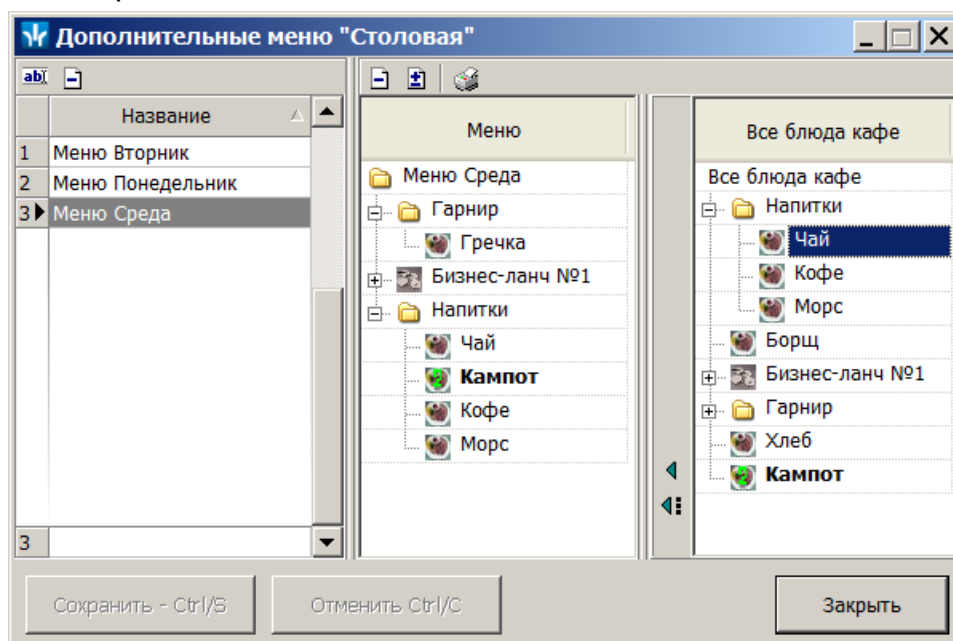 Дополнительные меню "Столовая"
ab
Название
1 Меню Вторник
2 Меню Понедельник
3 Меню Среда
3
Меню
Меню Среда
Гарнир
Гречка
Бизнес-ланч №1
Напитки
Чай
Кампот
Кофе
Морс
Все блюда кафе
Все блюда кафе
Напитки
Чай
Кофе
Морс
Борщ
Бизнес-ланч №1
Гарнир
Хлеб
Кампот
Сохранить - Ctrl/S
Отменить Ctrl/C
Закрыть